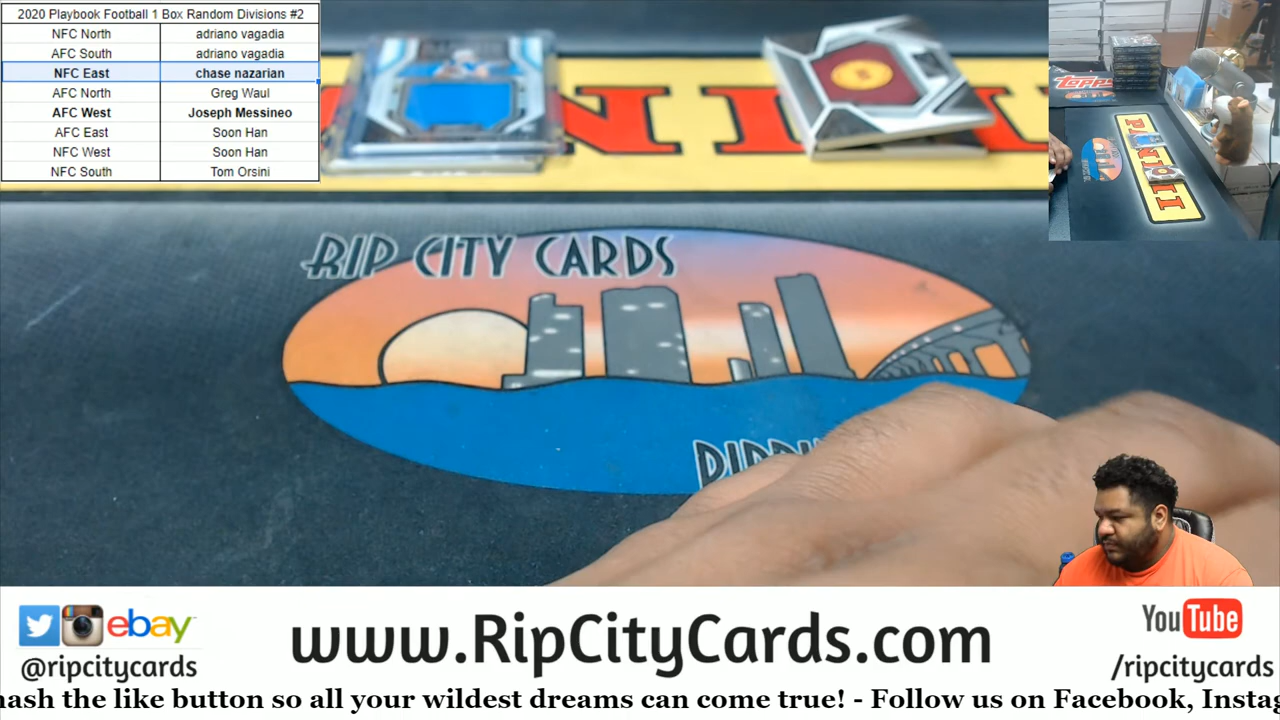 2020 Playbook Football 1 Box Random Divisions #2
NFC North adriano vagadia
AFC South adriano vagadia
NFC East chase nazarian
AFC North Greg Waul
AFC West Joseph Messineo
AFC East Soon Han
NFC West Soon Han
NFC South Tom Orsini
TOPPS
PANINI
RIP CITY CARDS
ebay
@ripcitycards
www.RipCityCards.com
YouTube
/ripcitycards
the like button so all your wildest dreams can come true! - Follow us on Facebook,